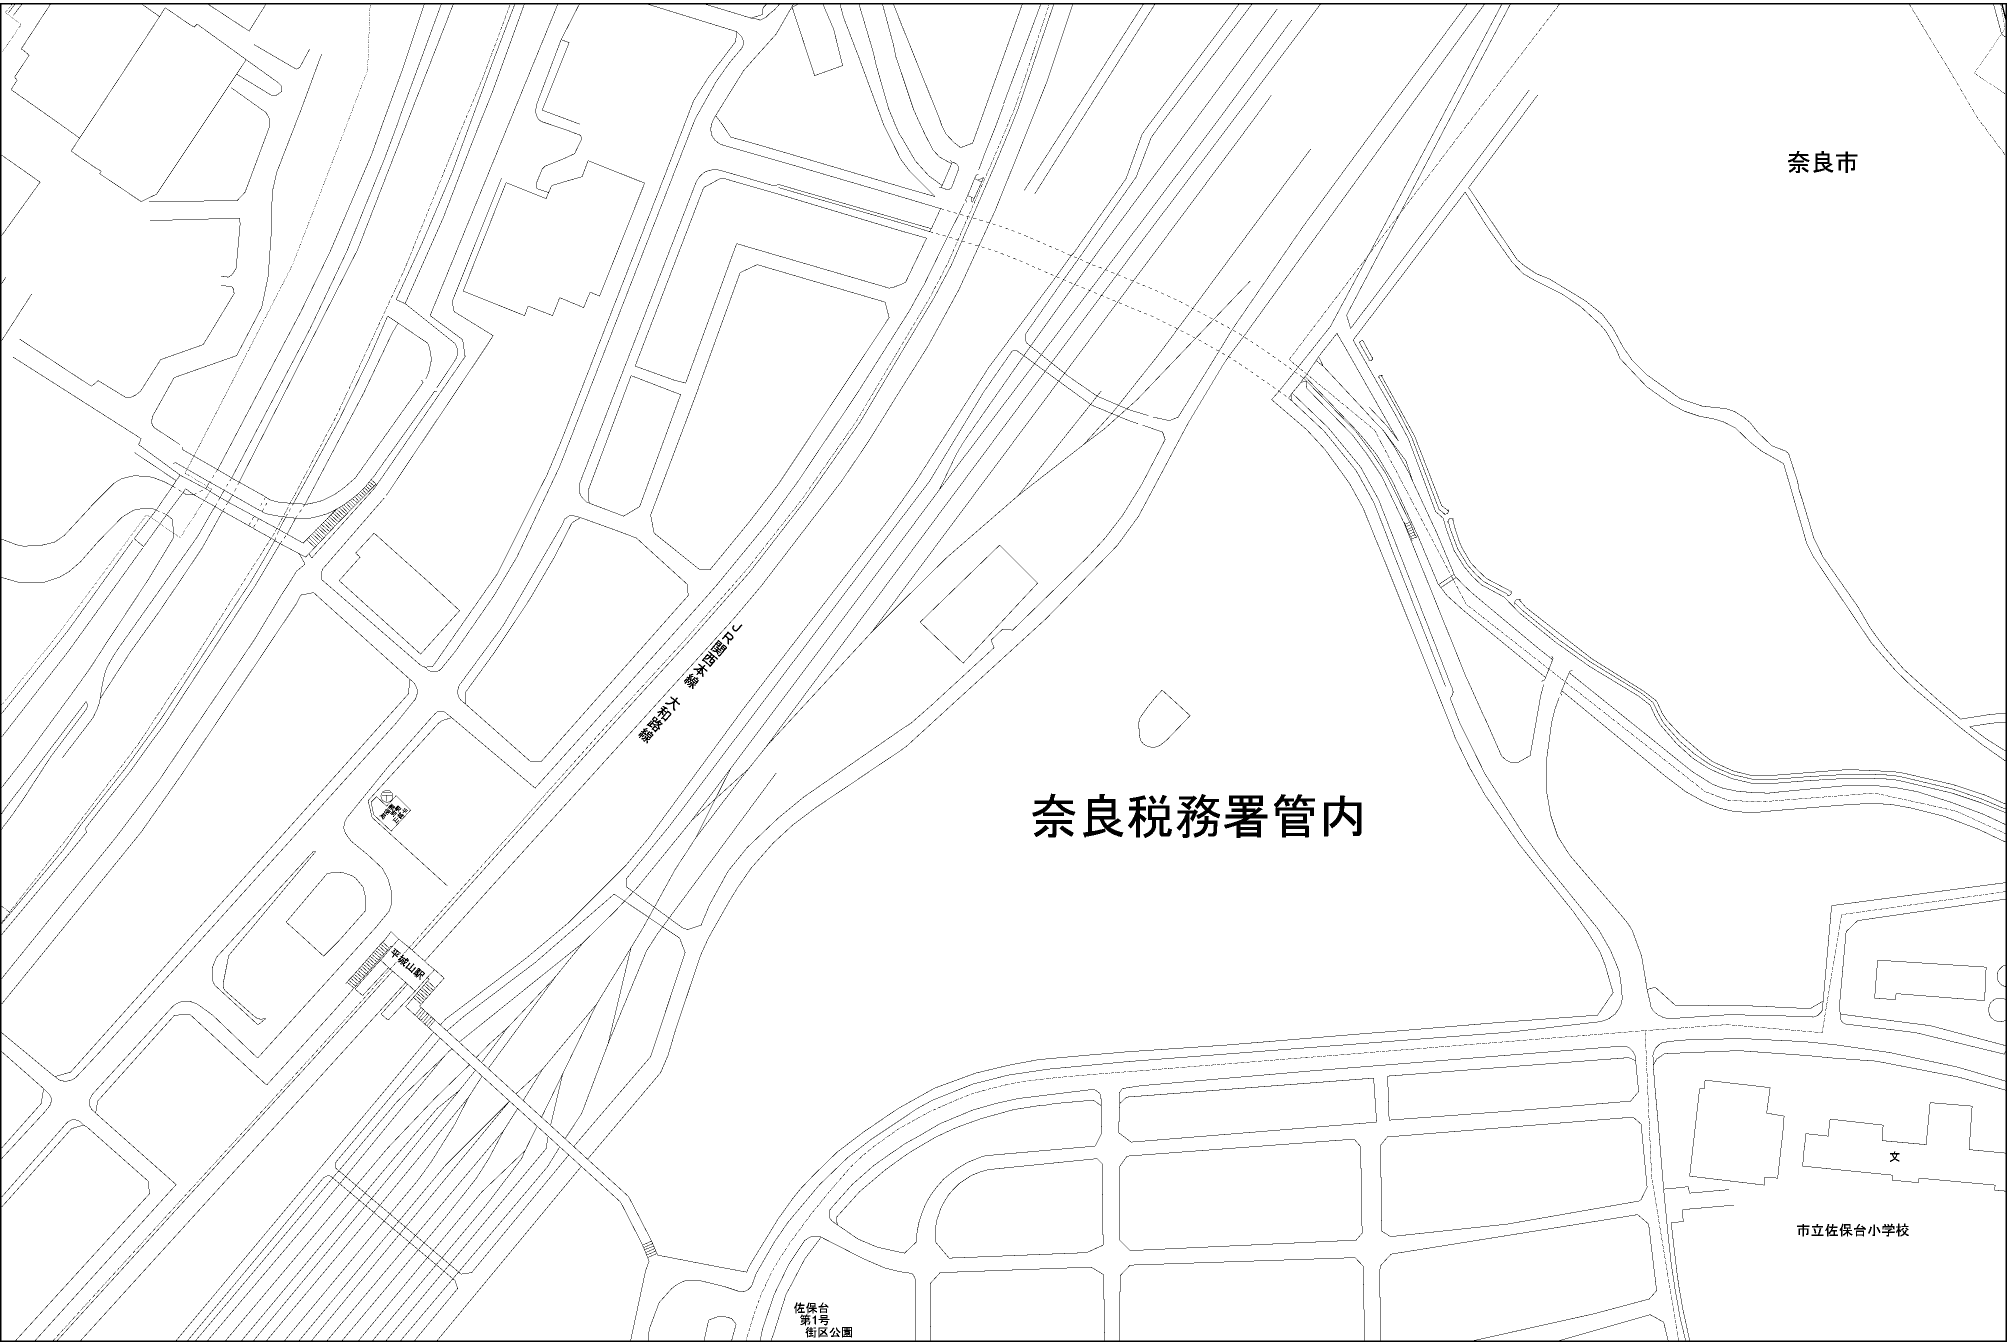 奈良市
JR関西本線 大和路線
奈良税務署管内
平城山駅
文
市立佐保台小学校
佐保台
第1号
街区公園